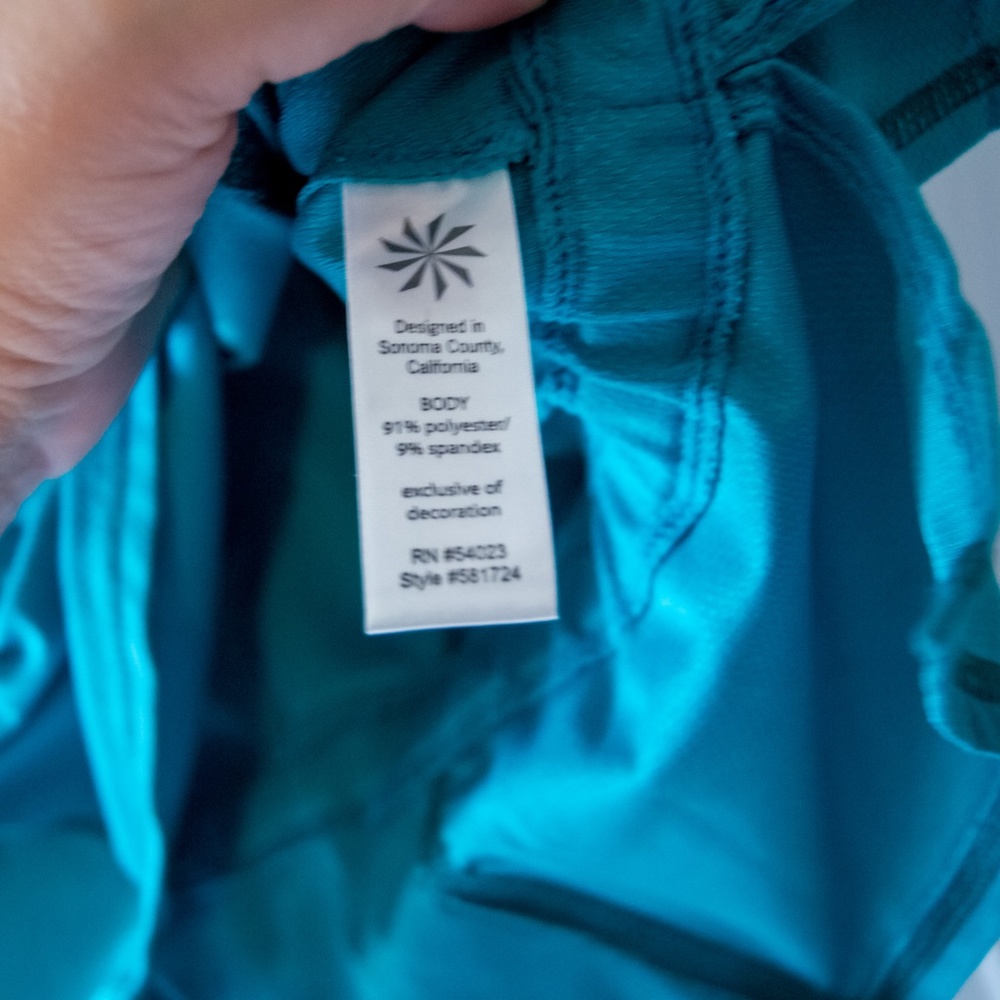 Designed in
Sonoma County,
California
BODY
91% polyester/
9% spandex
exclusive of
decoration
RN #54023
Style #581724